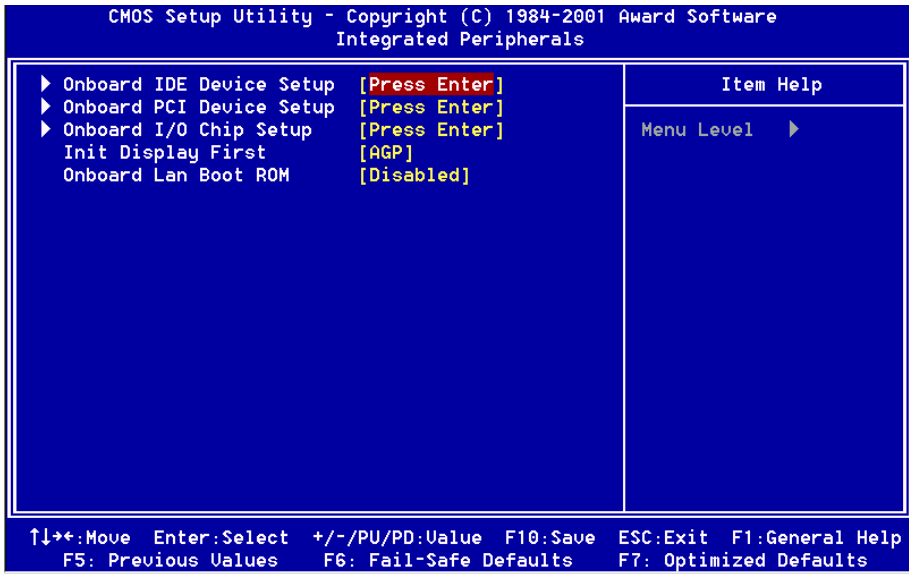 CMOS Setup Utility - Copyright (C) 1984-2001 Award Software
Integrated Peripherals
Onboard IDE Device Setup [Press Enter]
Onboard PCI Device Setup [Press Enter]
Onboard I/O Chip Setup [Press Enter]
Init Display First [AGP]
Onboard Lan Boot ROM [Disabled]
Item Help
Menu Level
↑↓→←:Move Enter:Select +/-/PU/PD:Value F10:Save ESC:Exit F1:General Help
F5: Previous Values F6: Fail-Safe Defaults F7: Optimized Defaults